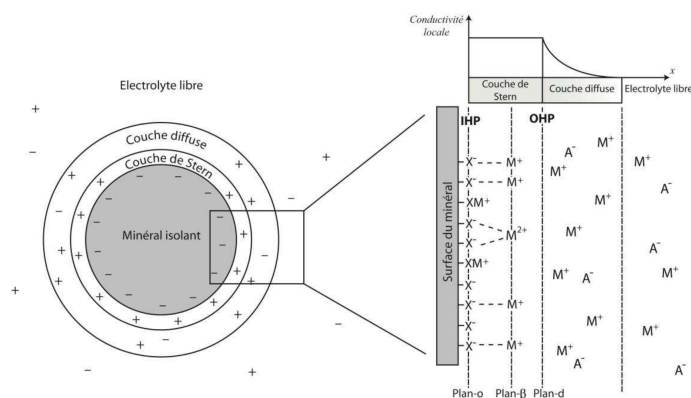 Conductivité
locale
x
Couche de
Stern
Couche diffuse
Electrolyte libre
Electrolyte libre
Couche diffuse
Couche de Stern
Minéral isolant
Surface du minéral
IHP
OHP
X⁻ M⁺
X⁻ M⁺
XM⁺
X⁻
M²⁺
X⁻
XM⁺
X⁻
X⁻ M⁺
X⁻
X⁻ M⁺
M⁺
A⁻
M⁺
M⁺
M⁺
A⁻
M⁺
A⁻
M⁺
A⁻
M⁺
M⁺
M⁺
M⁺
A⁻
A⁻
Plan-o Plan-β Plan-d